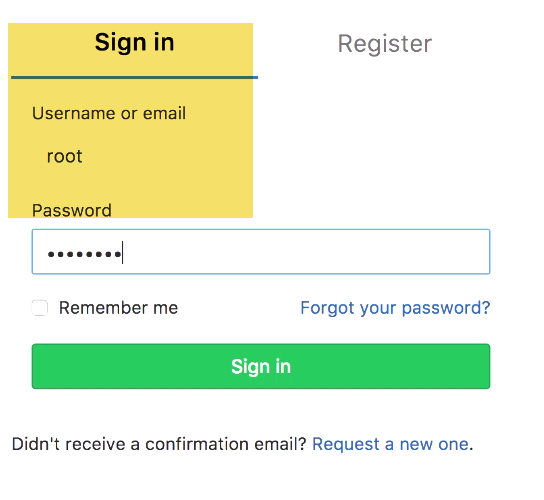 Sign in Register
Username or email
root
Password
••••••••
Remember me Forgot your password?
Sign in
Didn't receive a confirmation email? Request a new one.